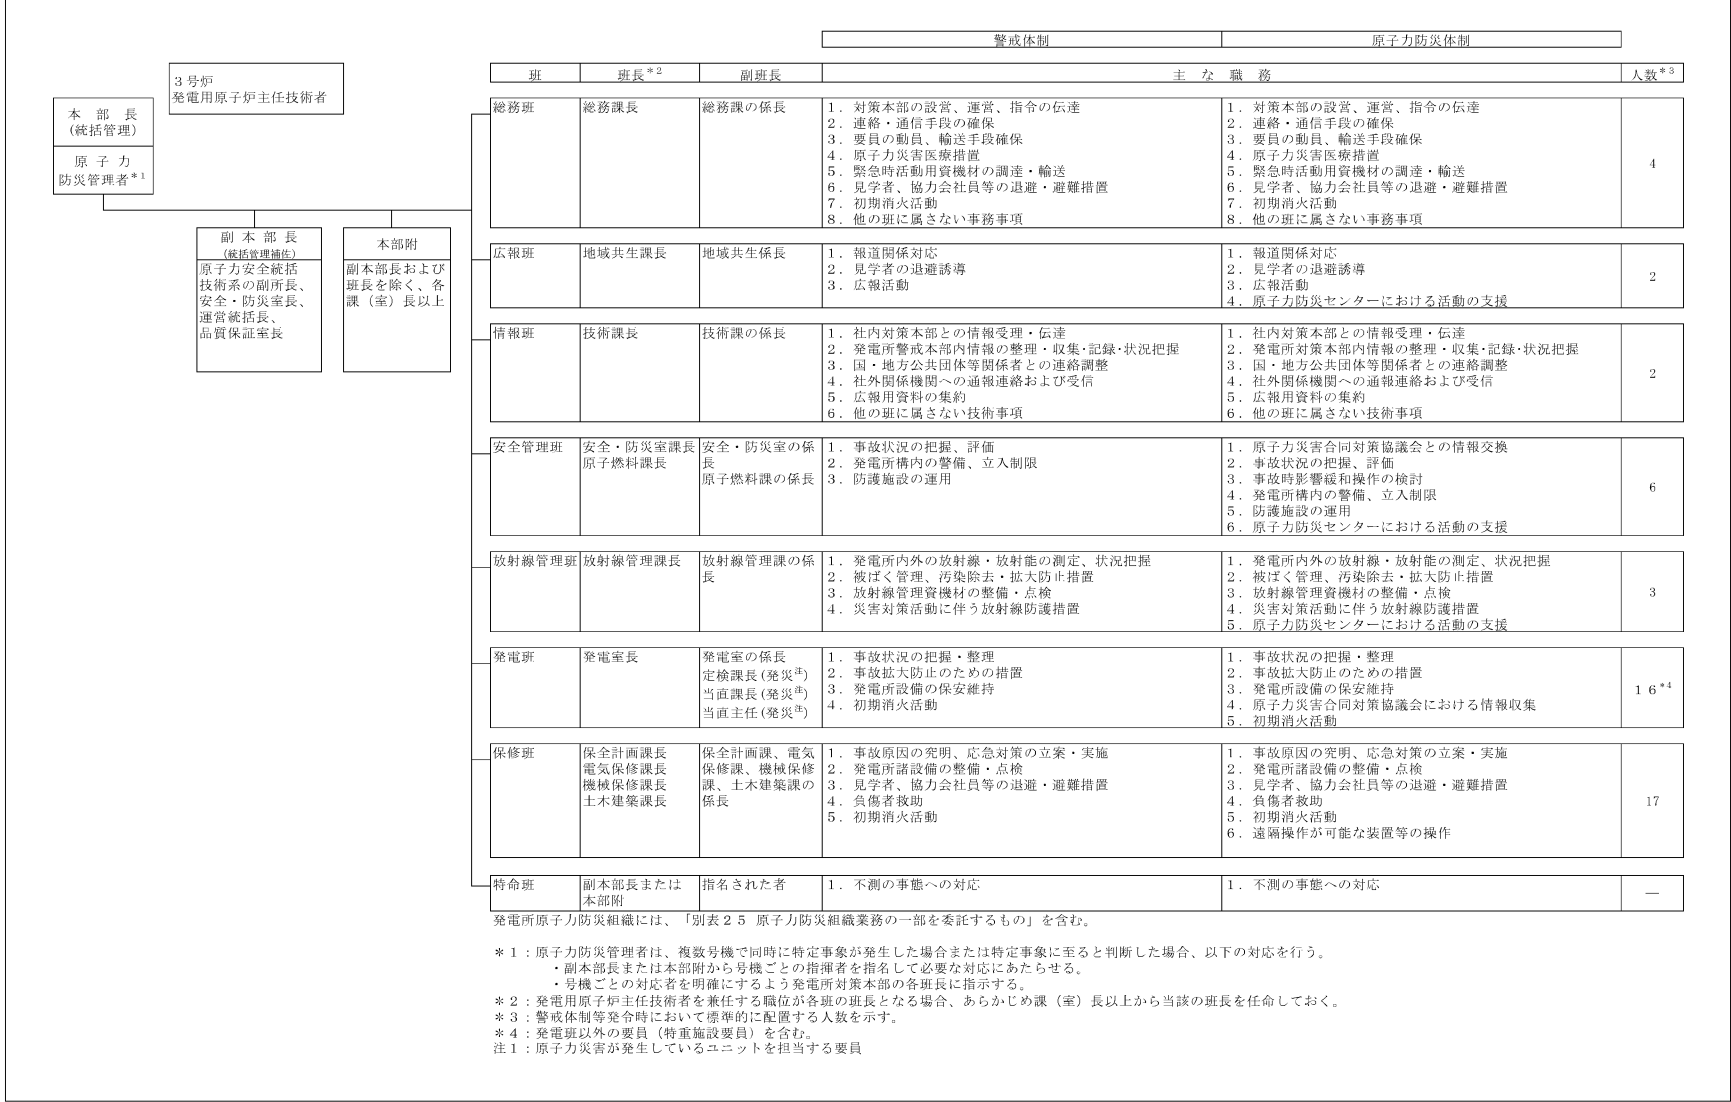 警戒体制
原子力防災体制
班
班長＊２
副班長
主な職務
人数＊３
３号炉
発電用原子炉主任技術者
本部長
(統括管理)
原子力
防災管理者＊１
副本部長
(統括管理補佐)
原子力安全統括
技術系の副所長、
安全・防災室長、
運営統括長、
品質保証室長
本部附
副本部長および
班長を除く、各
課（室）長以上
総務班
総務課長
総務課の係長
１．対策本部の設営、運営、指令の伝達
２．連絡・通信手段の確保
３．要員の動員、輸送手段確保
４．原子力災害医療措置
５．緊急時活動用資機材の調達・輸送
６．見学者、協力会社員等の退避・避難措置
７．初期消火活動
８．他の班に属さない事務事項
１．対策本部の設営、運営、指令の伝達
２．連絡・通信手段の確保
３．要員の動員、輸送手段確保
４．原子力災害医療措置
５．緊急時活動用資機材の調達・輸送
６．見学者、協力会社員等の退避・避難措置
７．初期消火活動
８．他の班に属さない事務事項
4
広報班
地域共生課長
地域共生係長
１．報道関係対応
２．見学者の退避誘導
３．広報活動
１．報道関係対応
２．見学者の退避誘導
３．広報活動
４．原子力防災センターにおける活動の支援
2
情報班
技術課長
技術課の係長
１．社内対策本部との情報受理・伝達
２．発電所警戒本部内情報の整理・収集･記録･状況把握
３．国・地方公共団体等関係者との連絡調整
４．社外関係機関への通報連絡および受信
５．広報用資料の集約
６．他の班に属さない技術事項
１．社内対策本部との情報受理・伝達
２．発電所対策本部内情報の整理・収集･記録･状況把握
３．国・地方公共団体等関係者との連絡調整
４．社外関係機関への通報連絡および受信
５．広報用資料の集約
６．他の班に属さない技術事項
2
安全管理班
安全・防災室課長
原子燃料課長
安全・防災室の係
長
原子燃料課の係長
１．事故状況の把握、評価
２．発電所構内の警備、立入制限
３．防護施設の運用
１．原子力災害合同対策協議会との情報交換
２．事故状況の把握、評価
３．事故時影響緩和操作の検討
４．発電所構内の警備、立入制限
５．防護施設の運用
６．原子力防災センターにおける活動の支援
6
放射線管理班
放射線管理課長
放射線管理課の係
長
１．発電所内外の放射線・放射能の測定、状況把握
２．被ばく管理、汚染除去・拡大防止措置
３．放射線管理資機材の整備・点検
４．災害対策活動に伴う放射線防護措置
１．発電所内外の放射線・放射能の測定、状況把握
２．被ばく管理、汚染除去・拡大防止措置
３．放射線管理資機材の整備・点検
４．災害対策活動に伴う放射線防護措置
５．原子力防災センターにおける活動の支援
3
発電班
発電室長
発電室の係長
定検課長(発災注)
当直課長(発災注)
当直主任(発災注)
１．事故状況の把握・整理
２．事故拡大防止のための措置
３．発電所設備の保安維持
４．初期消火活動
１．事故状況の把握・整理
２．事故拡大防止のための措置
３．発電所設備の保安維持
４．原子力災害合同対策協議会における情報収集
５．初期消火活動
１６＊４
保修班
保全計画課長
電気保修課長
機械保修課長
土木建築課長
保全計画課、電気
保修課、機械保修
課、土木建築課の
係長
１．事故原因の究明、応急対策の立案・実施
２．発電所諸設備の整備・点検
３．見学者、協力会社員等の退避・避難措置
４．負傷者救助
５．初期消火活動
１．事故原因の究明、応急対策の立案・実施
２．発電所諸設備の整備・点検
３．見学者、協力会社員等の退避・避難措置
４．負傷者救助
５．初期消火活動
６．遠隔操作が可能な装置等の操作
17
特命班
副本部長または
本部附
指名された者
１．不測の事態への対応
１．不測の事態への対応
―
発電所原子力防災組織には、「別表２５ 原子力防災組織業務の一部を委託するもの」を含む。
＊１：原子力防災管理者は、複数号機で同時に特定事象が発生した場合または特定事象に至ると判断した場合、以下の対応を行う。
・副本部長または本部附から号機ごとの指揮者を指名して必要な対応にあたらせる。
・号機ごとの対応者を明確にするよう発電所対策本部の各班長に指示する。
＊２：発電用原子炉主任技術者を兼任する職位が各班の班長となる場合、あらかじめ課（室）長以上から当該の班長を任命しておく。
＊３：警戒体制等発令時において標準的に配置する人数を示す。
＊４：発電班以外の要員（特重施設要員）を含む。
注１：原子力災害が発生しているユニットを担当する要員